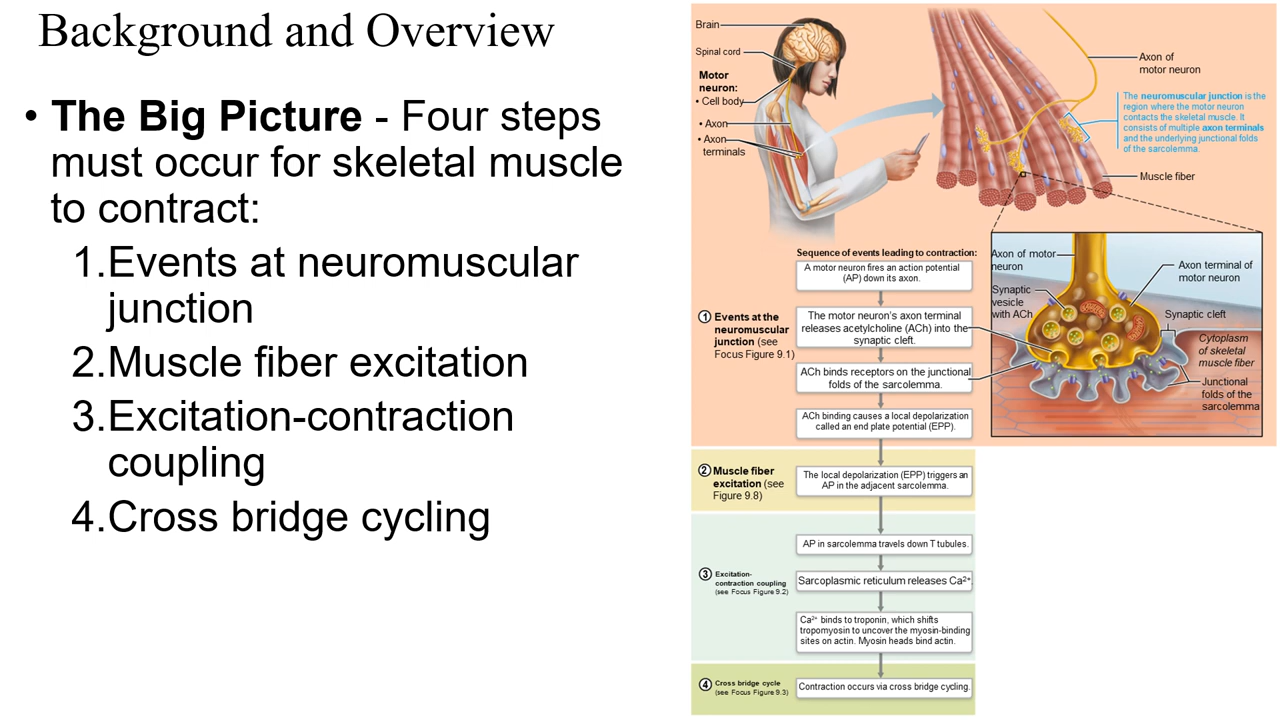 Background and Overview
• The Big Picture - Four steps
must occur for skeletal muscle
to contract:
1.Events at neuromuscular
junction
2.Muscle fiber excitation
3.Excitation-contraction
coupling
4.Cross bridge cycling
Brain
Spinal cord
Motor
neuron:
• Cell body
• Axon
• Axon
terminals
Axon of
motor neuron
The neuromuscular junction is the
region where the motor neuron
contacts the skeletal muscle. It
consists of multiple axon terminals
and the underlying junctional folds
of the sarcolemma.
Muscle fiber
Sequence of events leading to contraction:
A motor neuron fires an action potential
(AP) down its axon.
1 Events at the
neuromuscular
junction (see
Focus Figure 9.1)
The motor neuron's axon terminal
releases acetylcholine (ACh) into the
synaptic cleft.
ACh binds receptors on the junctional
folds of the sarcolemma.
ACh binding causes a local depolarization
called an end plate potential (EPP).
Axon of motor
neuron
Synaptic
vesicle
with ACh
Axon terminal of
motor neuron
Synaptic cleft
Cytoplasm
of skeletal
muscle fiber
Junctional
folds of the
sarcolemma
2 Muscle fiber
excitation (see
Figure 9.8)
The local depolarization (EPP) triggers an
AP in the adjacent sarcolemma.
AP in sarcolemma travels down T tubules.
3 Excitation-
contraction coupling
(see Focus Figure 9.2)
Sarcoplasmic reticulum releases Ca²⁺.
Ca²⁺ binds to troponin, which shifts
tropomyosin to uncover the myosin-binding
sites on actin. Myosin heads bind actin.
4 Cross bridge cycle
(see Focus Figure 9.3)
Contraction occurs via cross bridge cycling.